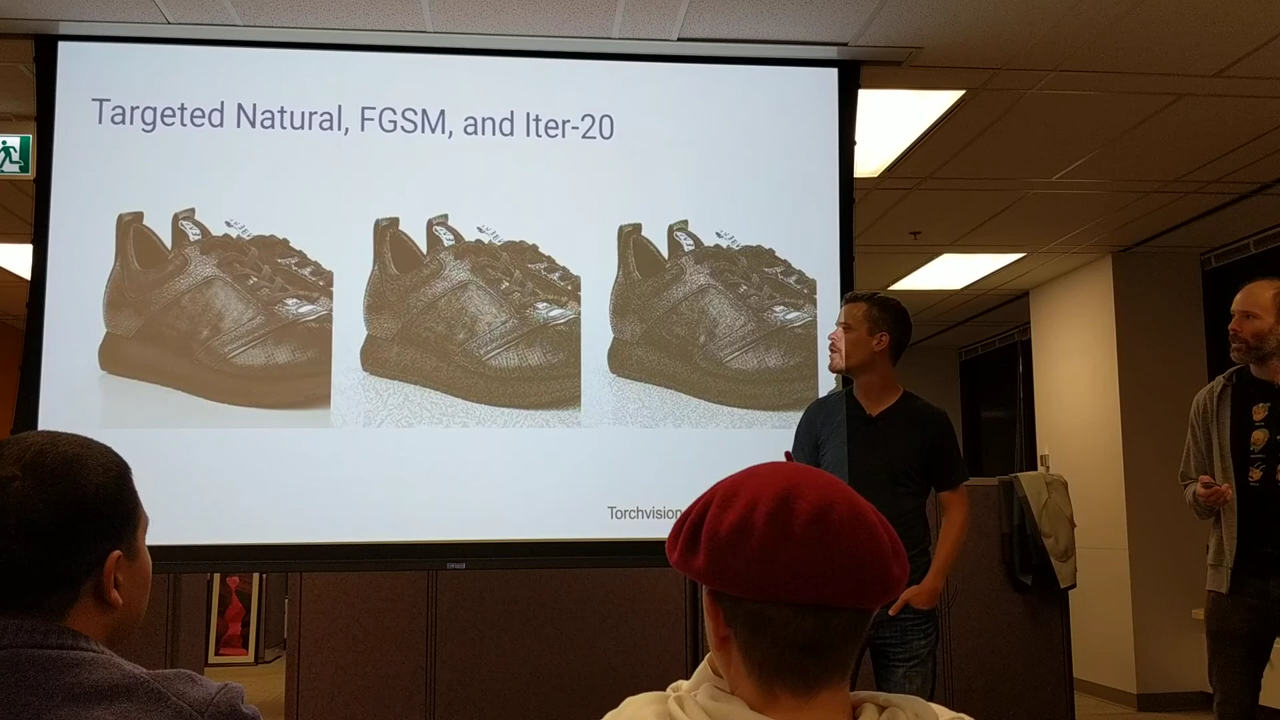 Targeted Natural, FGSM, and Iter-20
Torchvision